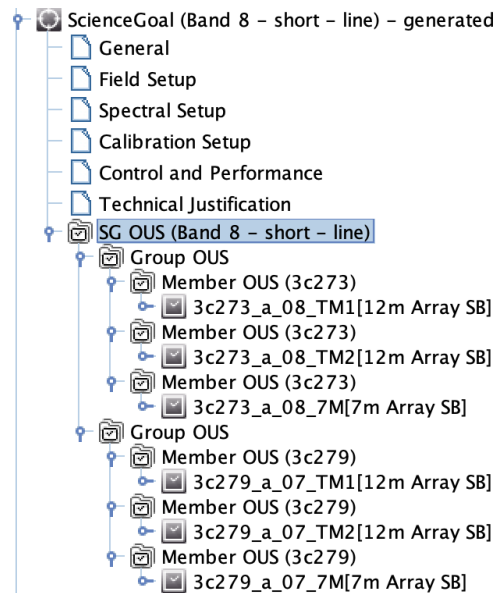 ScienceGoal (Band 8 – short – line) – generated
General
Field Setup
Spectral Setup
Calibration Setup
Control and Performance
Technical Justification
SG OUS (Band 8 – short – line)
Group OUS
Member OUS (3c273)
3c273_a_08_TM1[12m Array SB]
Member OUS (3c273)
3c273_a_08_TM2[12m Array SB]
Member OUS (3c273)
3c273_a_08_7M[7m Array SB]
Group OUS
Member OUS (3c279)
3c279_a_07_TM1[12m Array SB]
Member OUS (3c279)
3c279_a_07_TM2[12m Array SB]
Member OUS (3c279)
3c279_a_07_7M[7m Array SB]